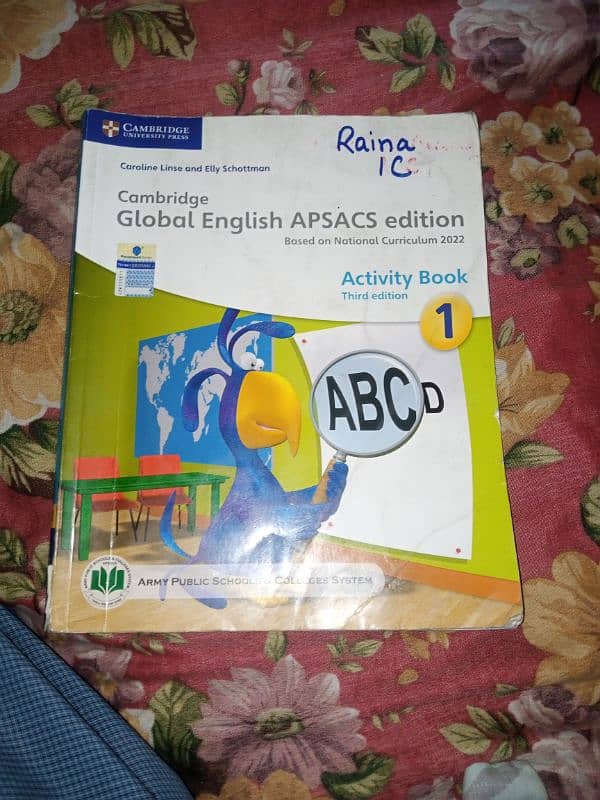 CAMBRIDGE
UNIVERSITY PRESS
Raina
1C
Caroline Linse and Elly Schottman
Cambridge
Global English APSACS edition
Based on National Curriculum 2022
Activity Book
Third edition
1
ABCD
ARMY PUBLIC SCHOOLS & COLLEGES SYSTEM